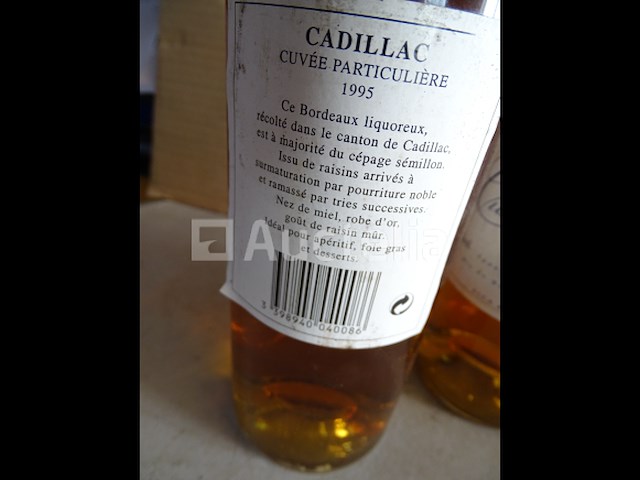 CADILLAC
CUVÉE PARTICULIÈRE
1995
Ce Bordeaux liquoreux,
récolté dans le canton de Cadillac,
est à majorité du cépage sémillon.
Issu de raisins arrivés à
surmaturation par pourriture noble
et ramassé par tries successives.
Nez de miel, robe d'or,
goût de raisin mûr.
Idéal pour apéritif, foie gras
et desserts.
3 398940 040086
Auctelia